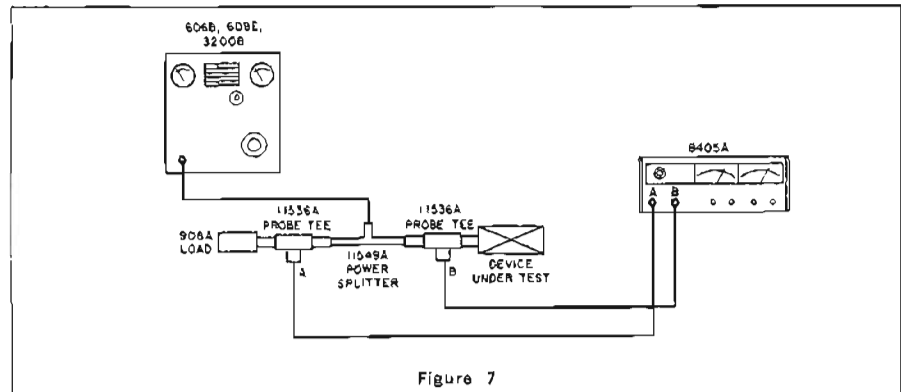 606B, 608E,
3200B
8405A
A B
11536A
PROBE TEE
11536A
PROBE TEE
908A
LOAD
A
11549A
POWER
SPLITTER
B
DEVICE
UNDER TEST
Figure 7